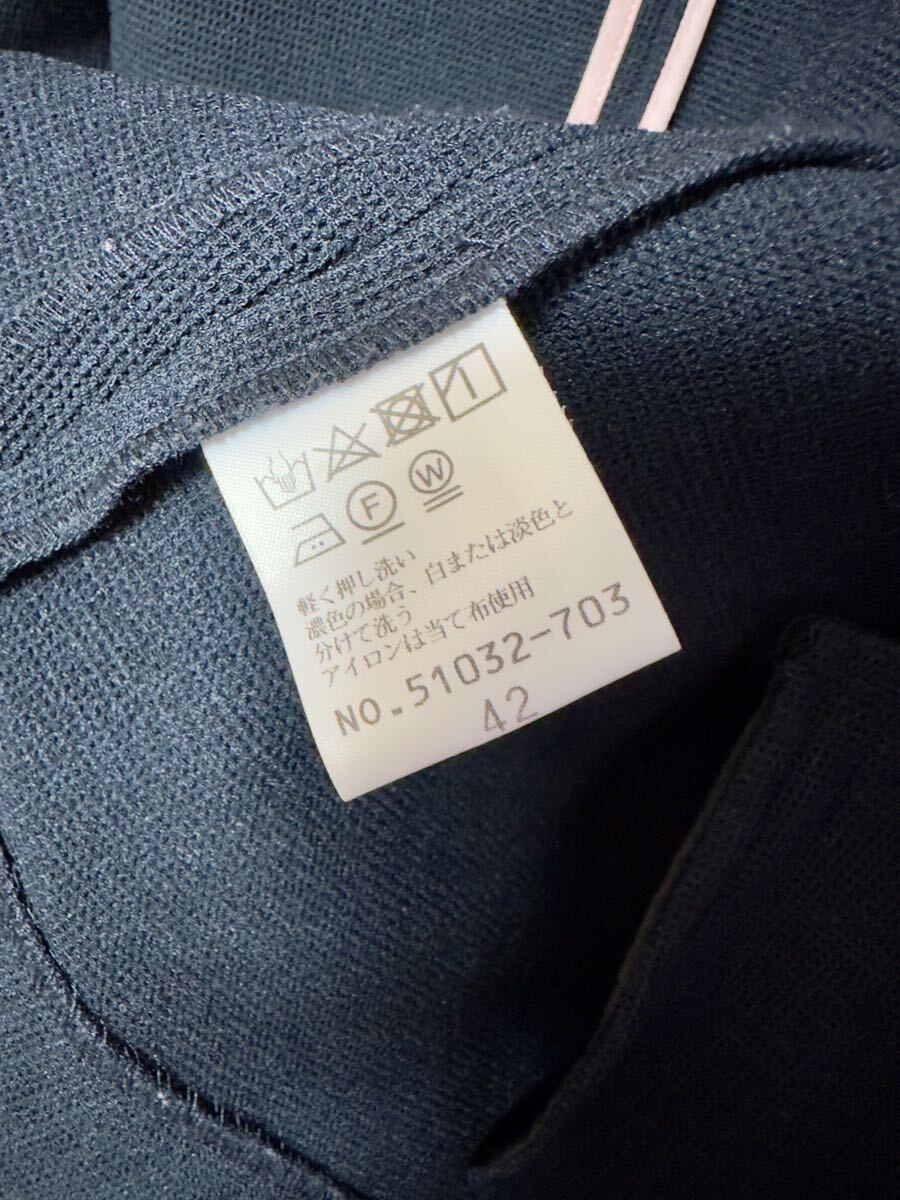 F W
軽く押し洗い
濃色の場合、白または淡色と
分けて洗う
アイロンは当て布使用
NO.51032-703
42